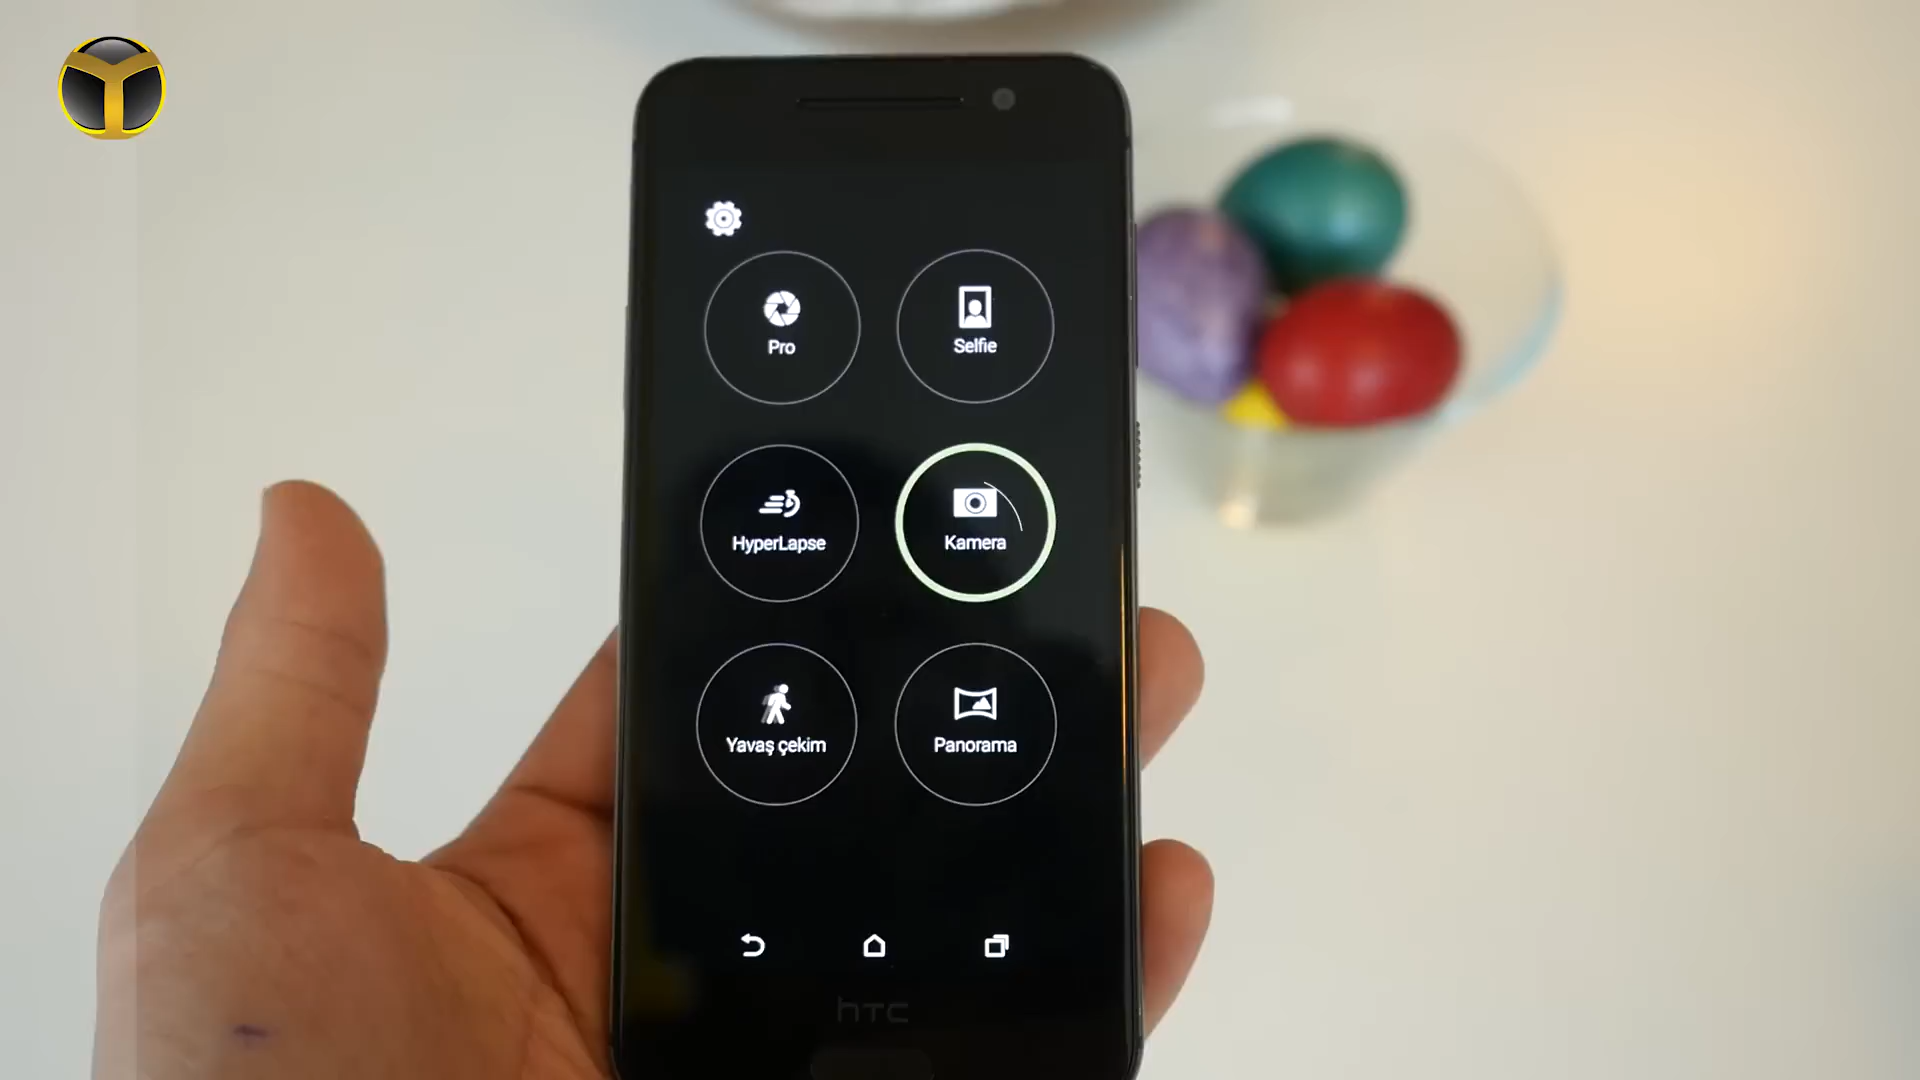 Pro
Selfie
HyperLapse
Kamera
Yavaş çekim
Panorama
hTC